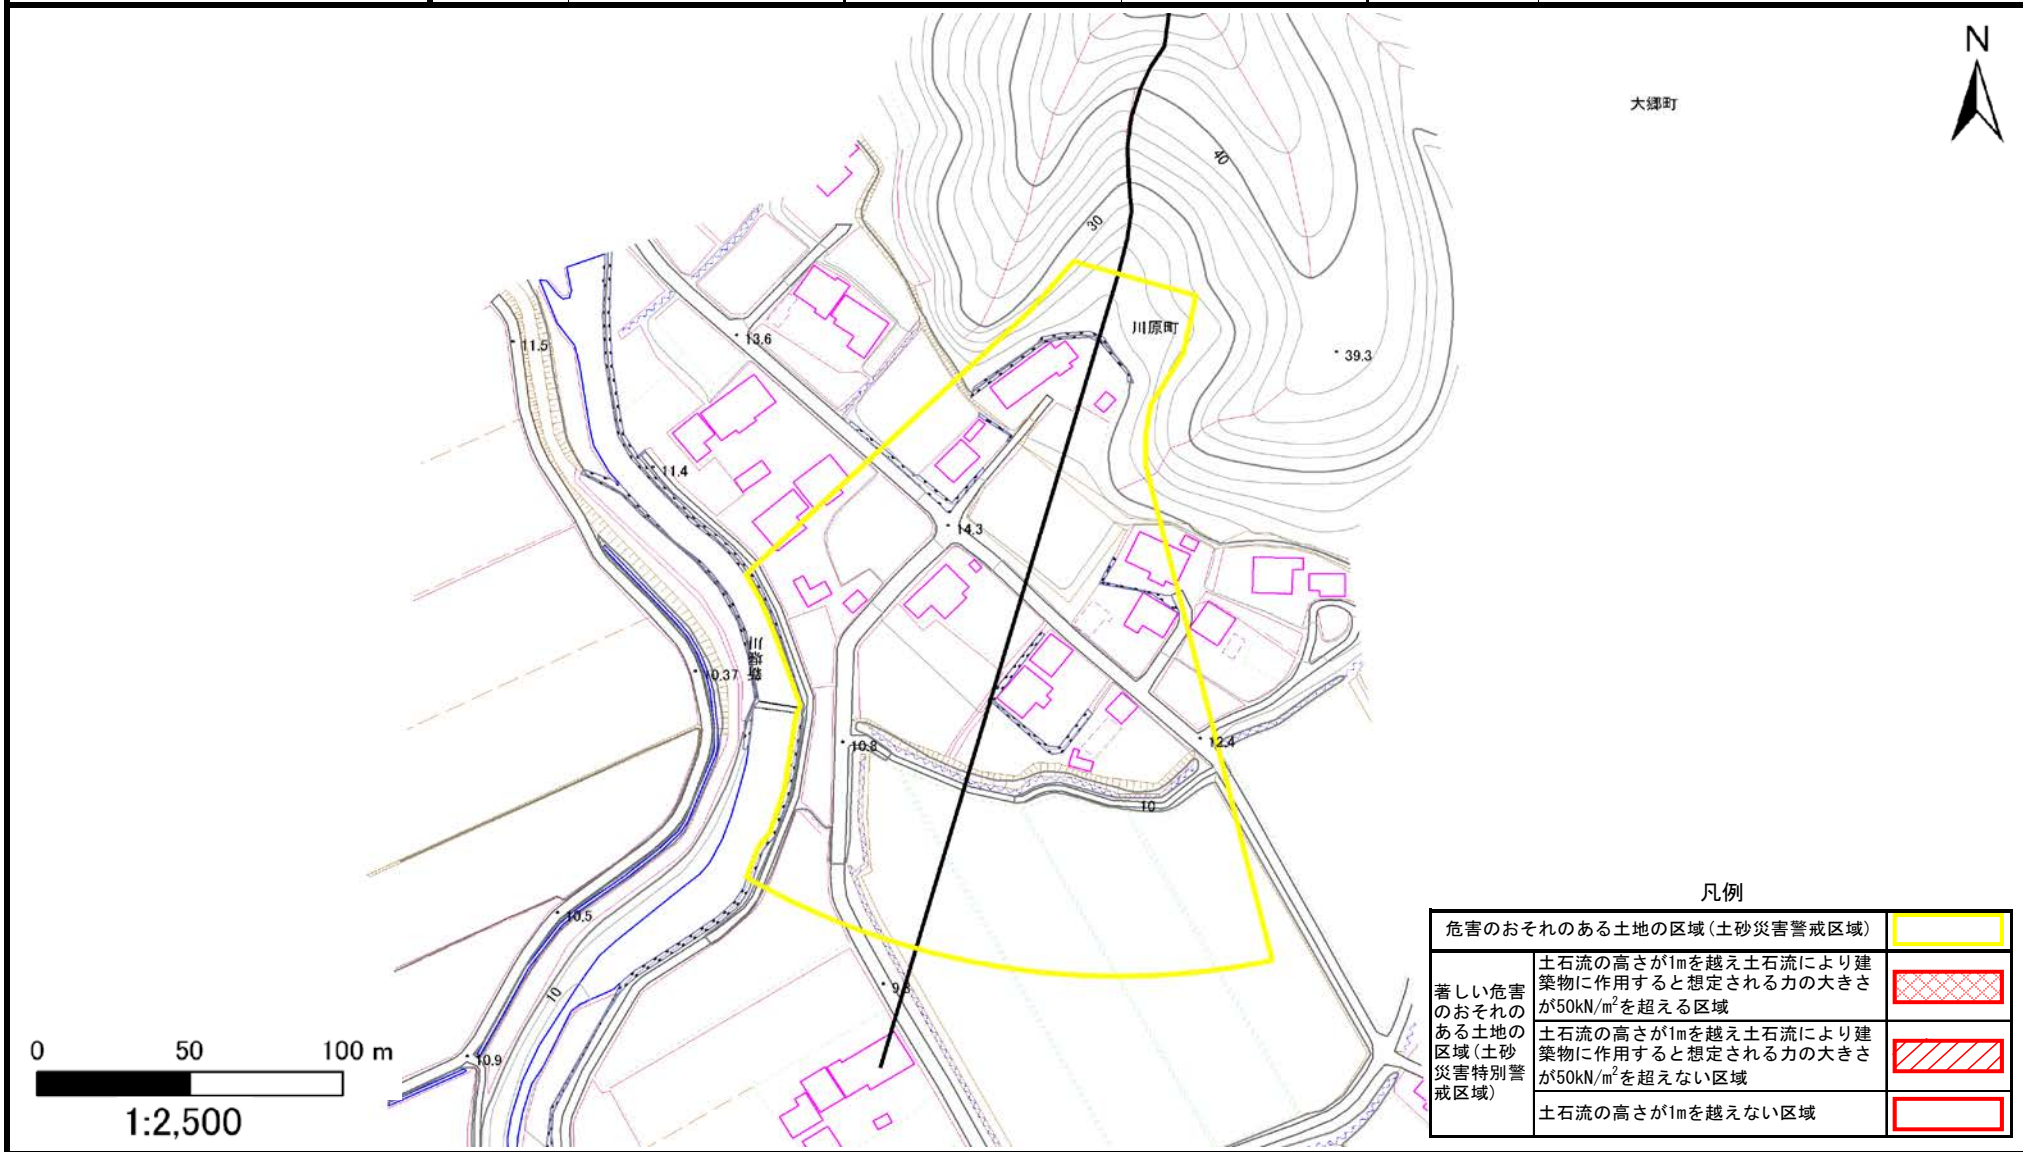 N
大郷町
40
30
川原町
39.3
13.6
11.5
11.4
14.3
新堀川
10.37
10.8
12.4
10
10.5
9.3
10
10.9
0 50 100 m
1:2,500
凡例
危害のおそれのある土地の区域(土砂災害警戒区域)
著しい危害
のおそれの
ある土地の
区域(土砂
災害特別警
戒区域)
土石流の高さが1mを越え土石流により建
築物に作用すると想定される力の大きさ
が50kN/m²を超える区域
土石流の高さが1mを越え土石流により建
築物に作用すると想定される力の大きさ
が50kN/m²を超えない区域
土石流の高さが1mを越えない区域